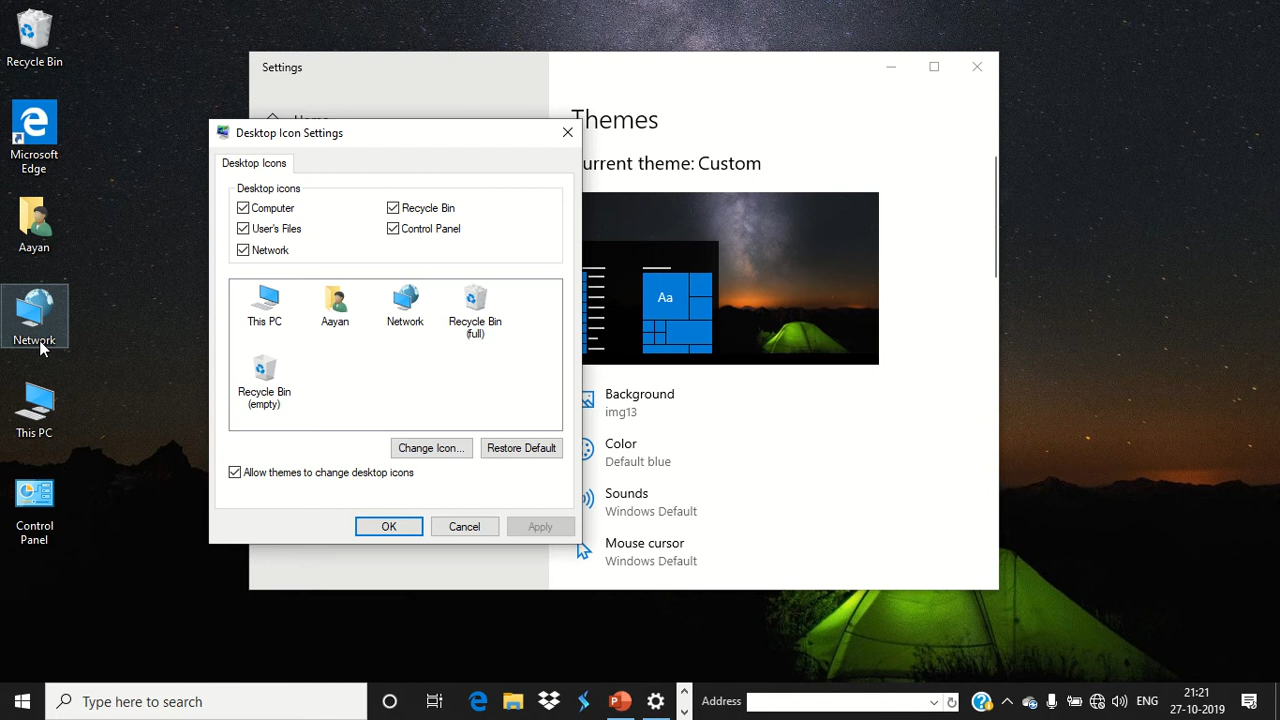 Recycle Bin
Microsoft
Edge
Aayan
Network
This PC
Control
Panel
Settings
Desktop Icon Settings
Desktop Icons
Desktop icons
Computer
Recycle Bin
User's Files
Control Panel
Network
This PC
Aayan
Network
Recycle Bin
(full)
Recycle Bin
(empty)
Change Icon...
Restore Default
Allow themes to change desktop icons
OK
Cancel
Apply
Themes
urrent theme: Custom
Aa
Background
img13
Color
Default blue
Sounds
Windows Default
Mouse cursor
Windows Default
Type here to search
Address
ENG
21:21
27-10-2019